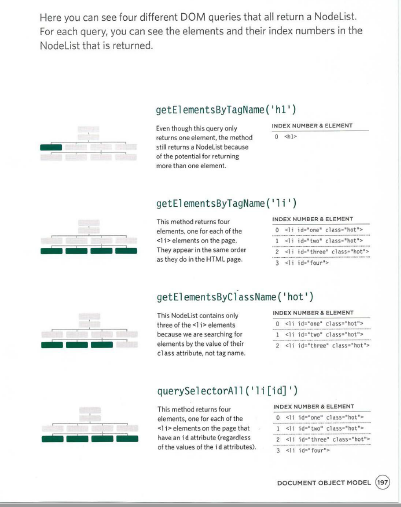 Here you can see four different DOM queries that all return a NodeList.
For each query, you can see the elements and their index numbers in the
NodeList that is returned.
getElementsByTagName('h1')
Even though this query only
returns one element, the method
still returns a NodeList because
of the potential for returning
more than one element.
INDEX NUMBER & ELEMENT
0 <h1>
getElementsByTagName('li')
This method returns four
elements, one for each of the
<li> elements on the page.
They appear in the same order
as they do in the HTML page.
INDEX NUMBER & ELEMENT
0 <li id="one" class="hot">
1 <li id="two" class="hot">
2 <li id="three" class="hot">
3 <li id="four">
getElementsByClassName('hot')
This NodeList contains only
three of the <li> elements
because we are searching for
elements by the value of their
class attribute, not tag name.
INDEX NUMBER & ELEMENT
0 <li id="one" class="hot">
1 <li id="two" class="hot">
2 <li id="three" class="hot">
querySelectorAll('li[id]')
This method returns four
elements, one for each of the
<li> elements on the page that
have an id attribute (regardless
of the values of the id attributes).
INDEX NUMBER & ELEMENT
0 <li id="one" class="hot">
1 <li id="two" class="hot">
2 <li id="three" class="hot">
3 <li id="four">
DOCUMENT OBJECT MODEL 197